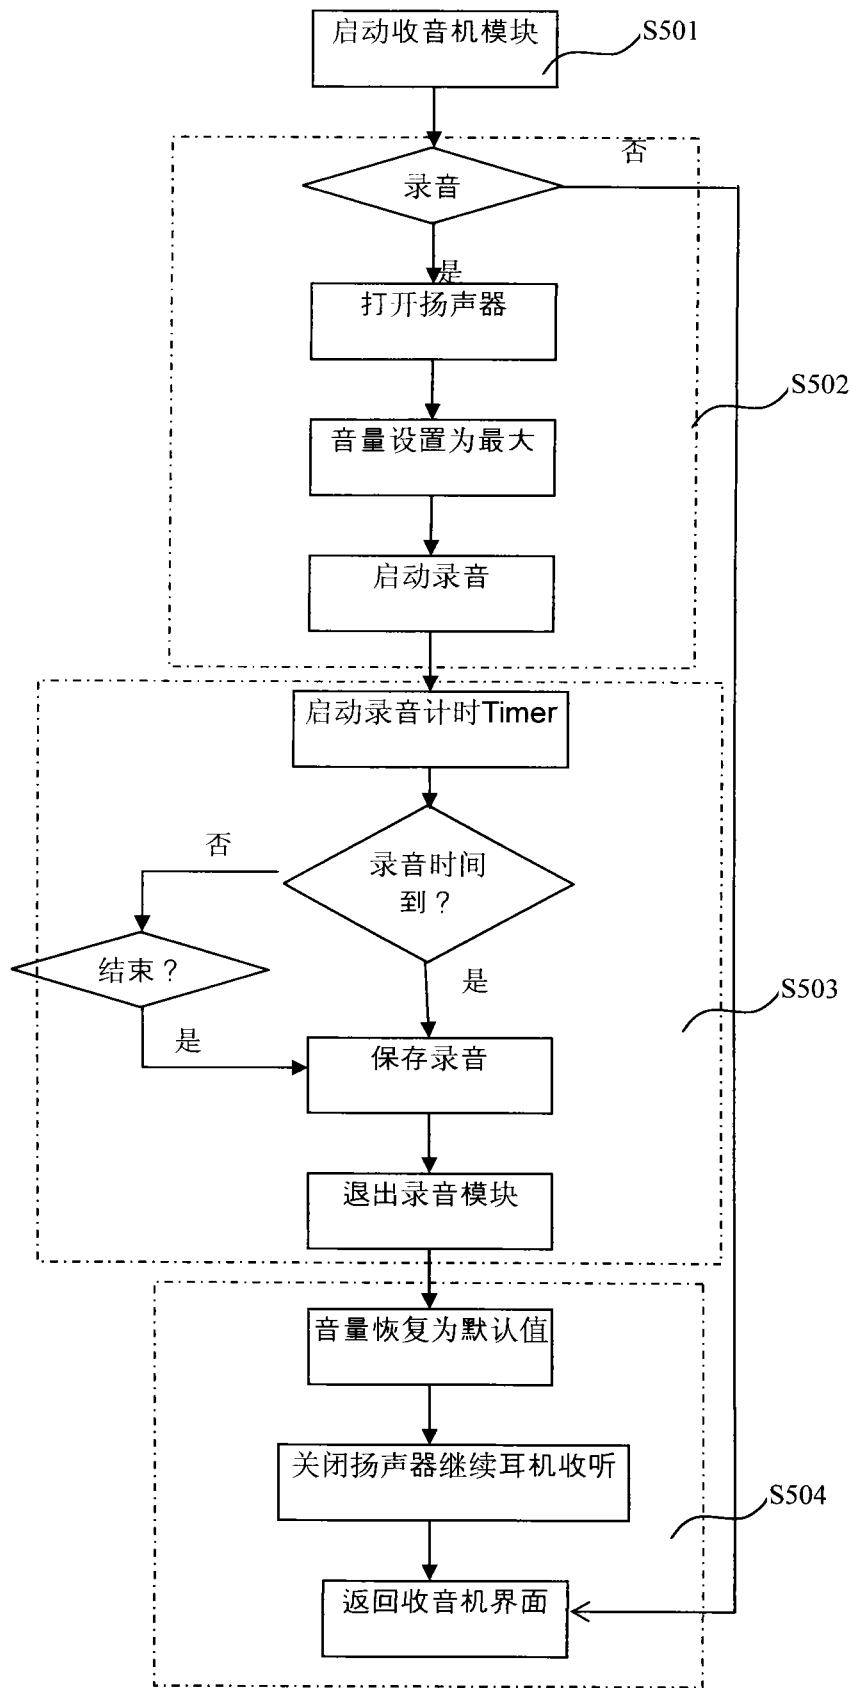 启动收音机模块
S501
否
录音
是
打开扬声器
S502
音量设置为最大
启动录音
启动录音计时Timer
否
录音时间
到？
结束？
是
S503
是
保存录音
退出录音模块
音量恢复为默认值
关闭扬声器继续耳机收听
S504
返回收音机界面